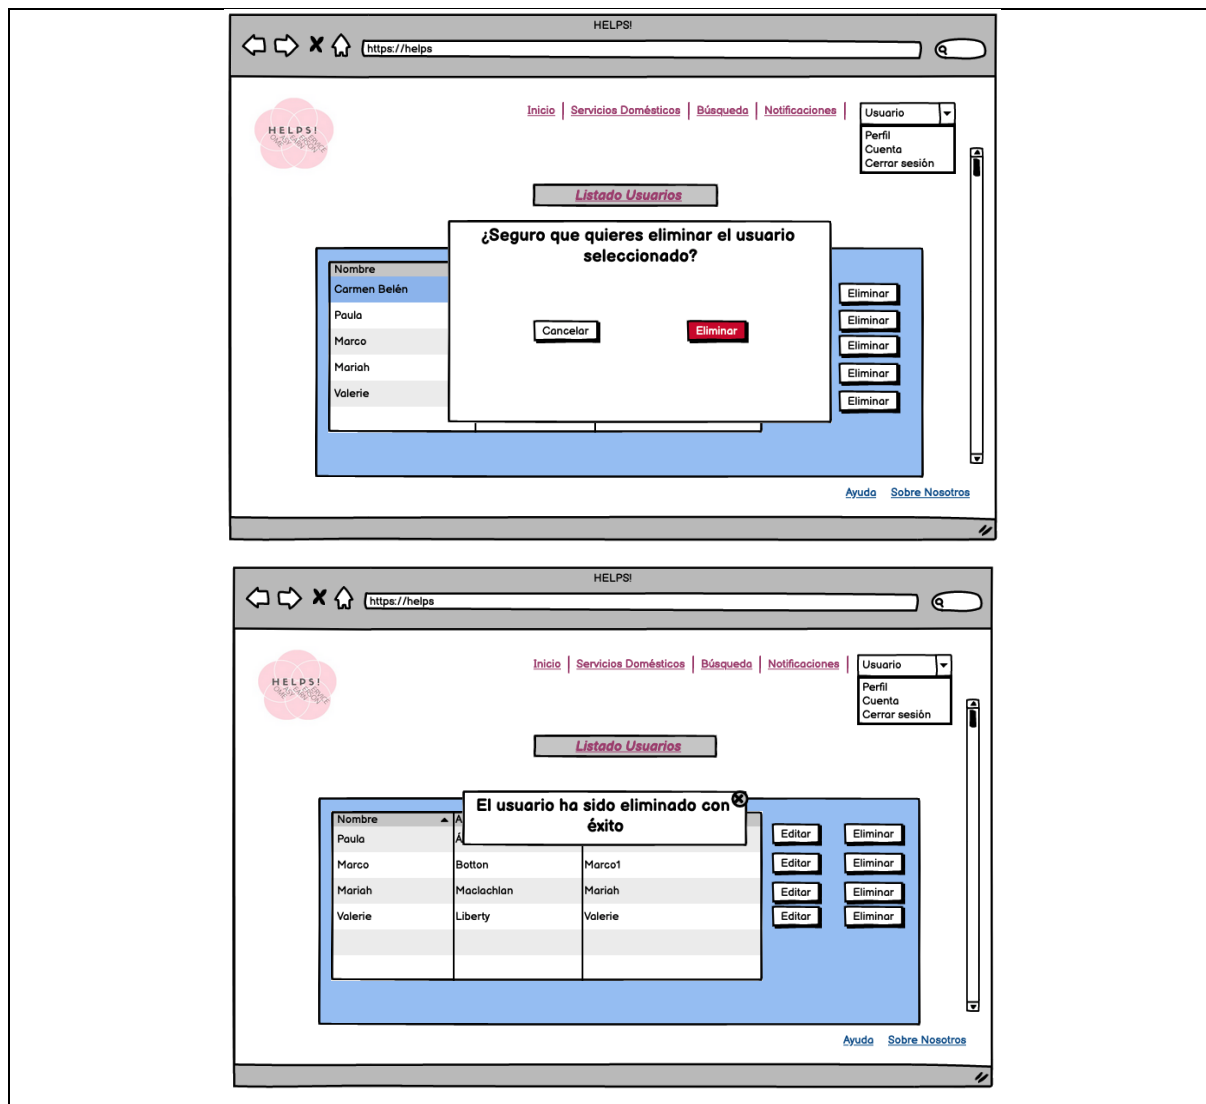 HELPS!
https://helps
Inicio Servicios Domésticos Búsqueda Notificaciones Usuario
Perfil
Cuenta
Cerrar sesión
HELPS!
Listado Usuarios
¿Seguro que quieres eliminar el usuario
seleccionado?
Nombre
Carmen Belén Eliminar
Paula Eliminar
Marco Eliminar
Mariah Eliminar
Valerie Eliminar
Cancelar Eliminar
Ayuda Sobre Nosotros
HELPS!
https://helps
Inicio Servicios Domésticos Búsqueda Notificaciones Usuario
Perfil
Cuenta
Cerrar sesión
HELPS!
Listado Usuarios
El usuario ha sido eliminado con
éxito
Nombre
Paula Editar Eliminar
Marco Botton Marco1 Editar Eliminar
Mariah Maclachlan Mariah Editar Eliminar
Valerie Liberty Valerie Editar Eliminar
Ayuda Sobre Nosotros